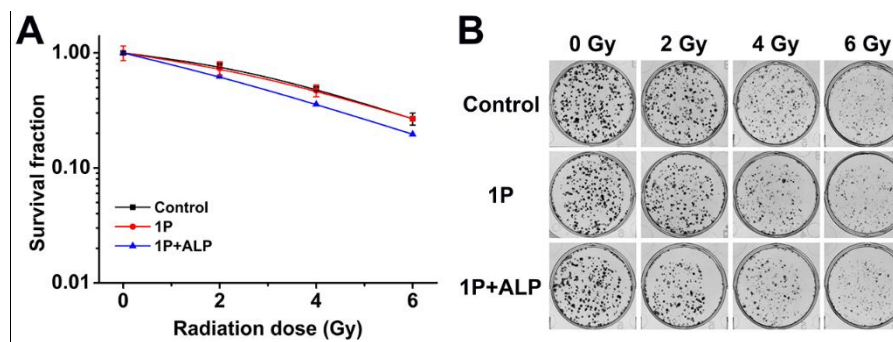 A
Survival fraction
1.00
0.10
0.01
Control
1P
1P+ALP
0 2 4 6
Radiation dose (Gy)
B
0 Gy 2 Gy 4 Gy 6 Gy
Control
1P
1P+ALP